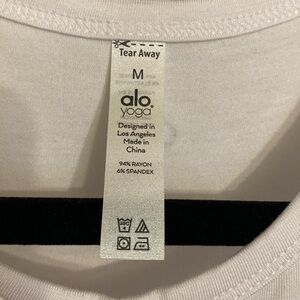 Tear Away
M
alo
yoga
Designed in
Los Angeles
Made in
China
94% RAYON
6% SPANDEX